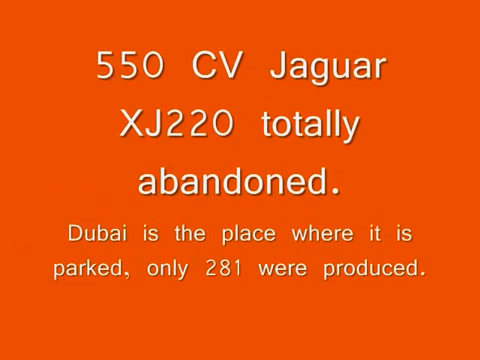 550 CV Jaguar
XJ220 totally
abandoned.
Dubai is the place where it is
parked, only 281 were produced.